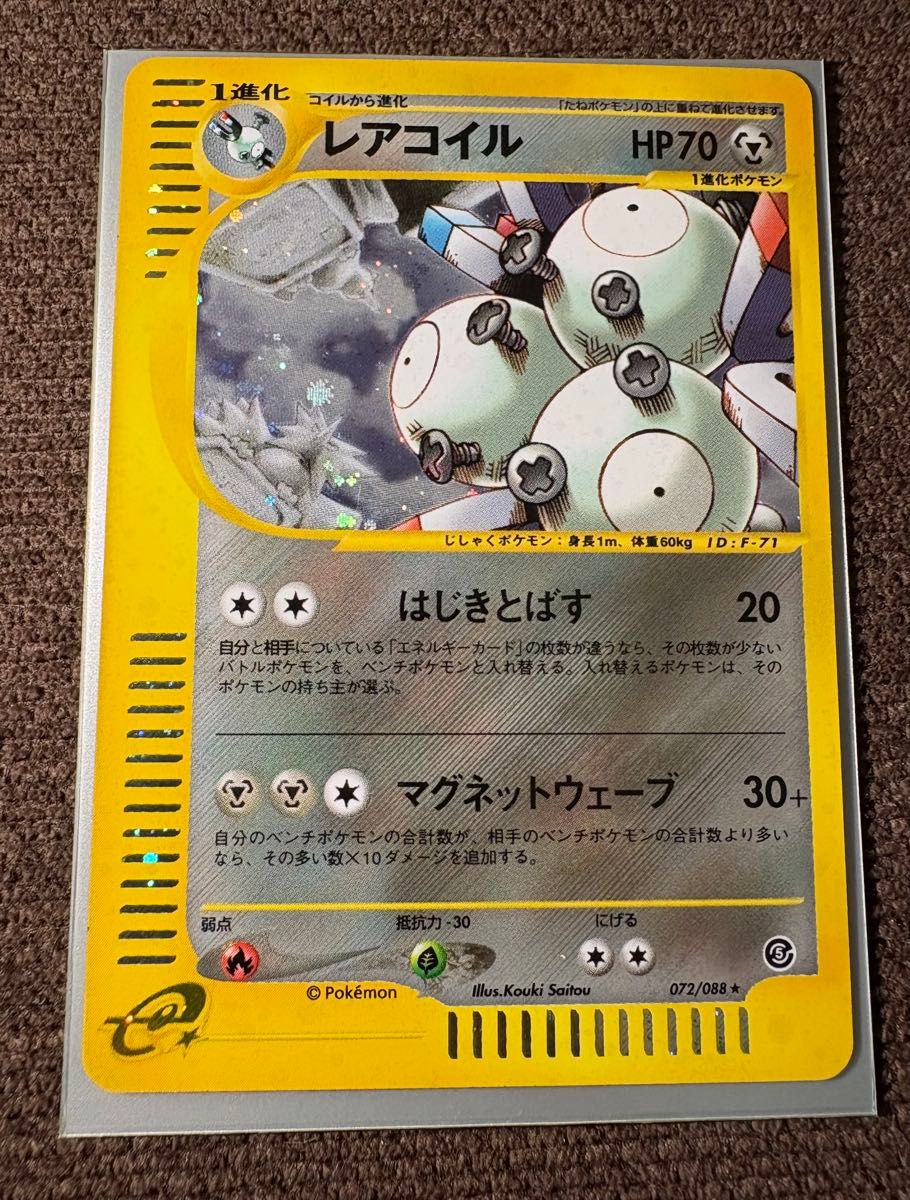 1進化
コイルから進化
「たねポケモン」の上に重ねて進化させます。
レアコイル HP70
1進化ポケモン
じしゃくポケモン：身長1m、体重60kg ID:F-71
はじきとばす 20
自分と相手についている「エネルギーカード」の枚数が違うなら、その枚数が少ない
バトルポケモンを、ベンチポケモンと入れ替える。入れ替えるポケモンは、その
ポケモンの持ち主が選ぶ。
マグネットウェーブ 30+
自分のベンチポケモンの合計数が、相手のベンチポケモンの合計数より多い
なら、その多い数×10ダメージを追加する。
弱点 抵抗力-30 にげる
5
© Pokémon Illus.Kouki Saitou 072/088★
e